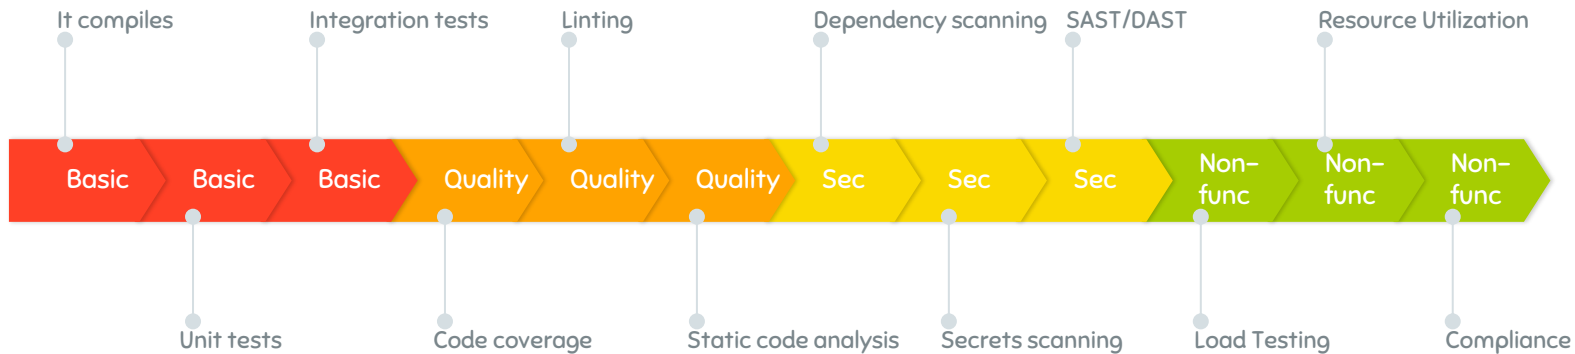 It compiles
Integration tests
Linting
Dependency scanning
SAST/DAST
Resource Utilization
Basic
Basic
Basic
Quality
Quality
Quality
Sec
Sec
Sec
Non-
func
Non-
func
Non-
func
Unit tests
Code coverage
Static code analysis
Secrets scanning
Load Testing
Compliance